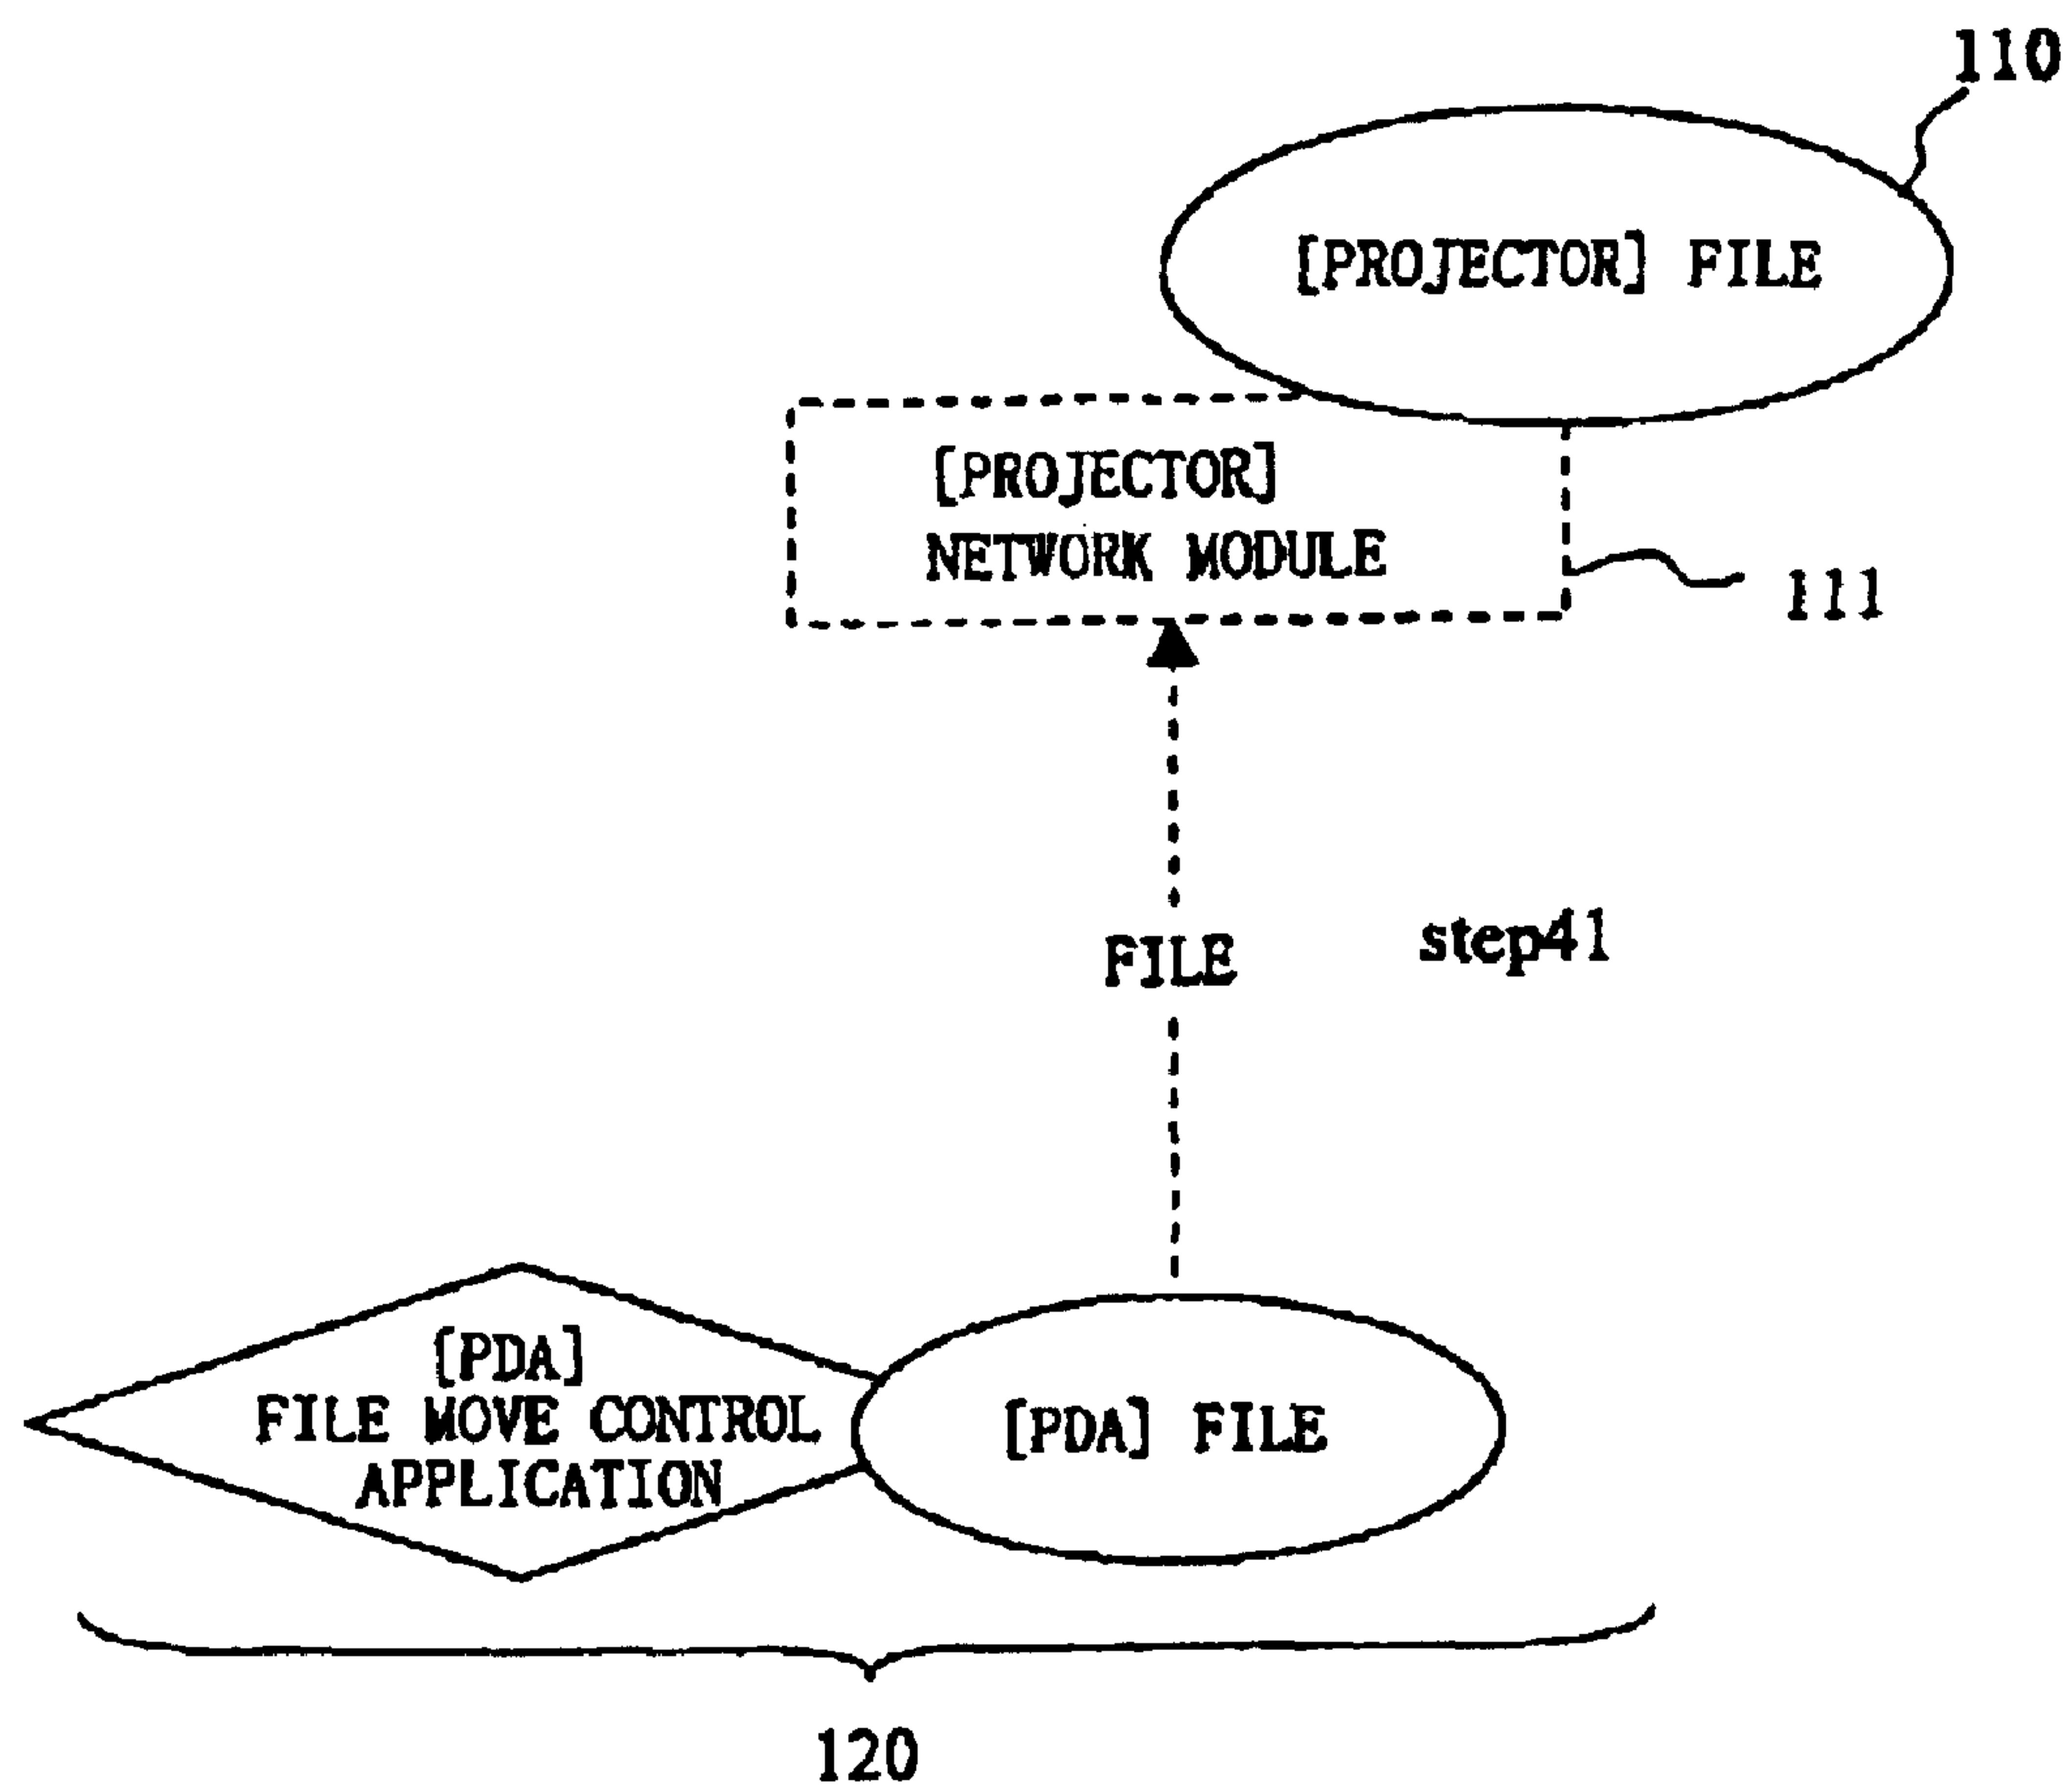 110
[PROJECTOR] FILE
[PROJECTOR]
NETWORK MODULE
111
FILE
step41
[PDA]
FILE MOVE CONTROL
APPLICATION
[PDA] FILE
120